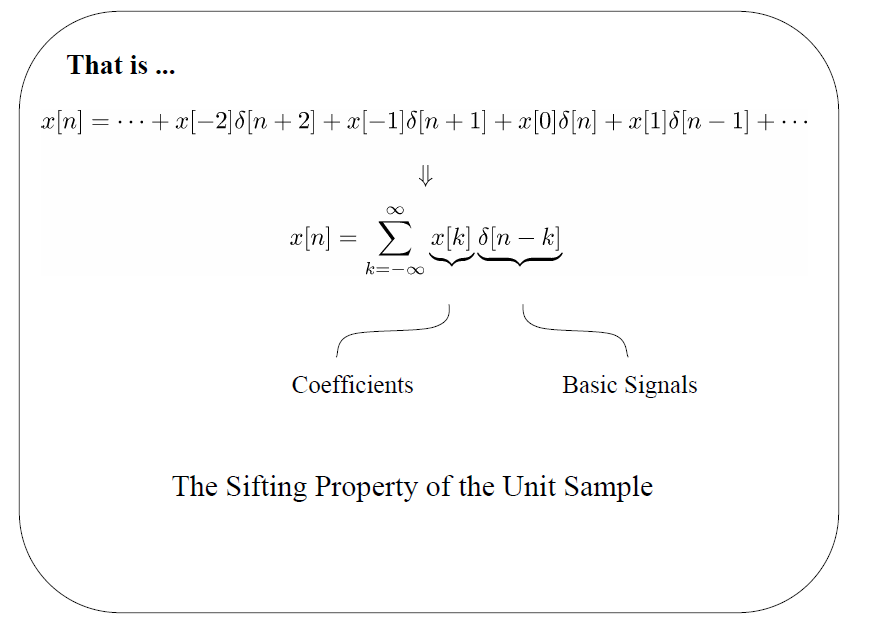 That is ...
x[n] = ⋯ + x[−2]δ[n + 2] + x[−1]δ[n + 1] + x[0]δ[n] + x[1]δ[n − 1] + ⋯
⇓
x[n] = ∑_{k=−∞}^{∞} x[k] δ[n − k]
Coefficients Basic Signals
The Sifting Property of the Unit Sample